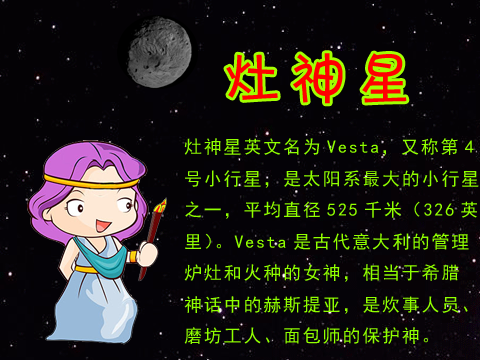 灶神星
灶神星英文名为Vesta，又称第4
号小行星；是太阳系最大的小行星
之一，平均直径525千米（326英
里）。Vesta是古代意大利的管理
炉灶和火种的女神，相当于希腊
神话中的赫斯提亚，是炊事人员、
磨坊工人、面包师的保护神。